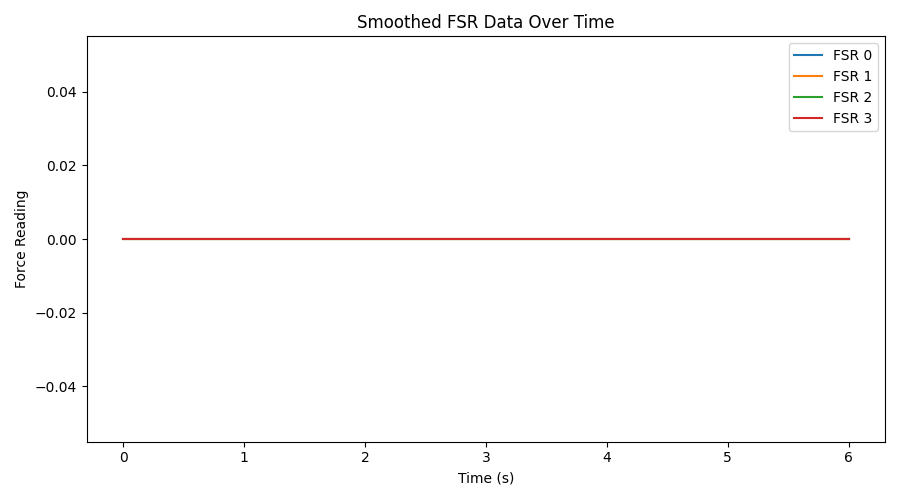 Smoothed FSR Data Over Time
FSR 0
FSR 1
FSR 2
FSR 3
0.04
0.02
0.00
−0.02
−0.04
Force Reading
0 1 2 3 4 5 6
Time (s)